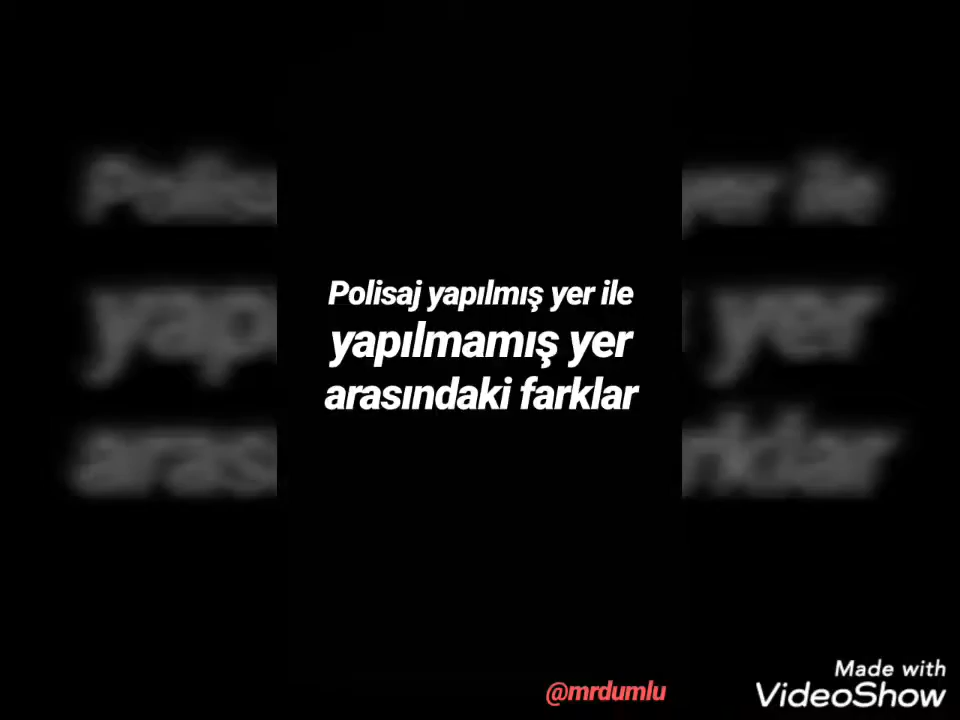 Polisaj yapılmış yer ile
yapılmamış yer
arasındaki farklar
@mrdumlu
Made with
VideoShow